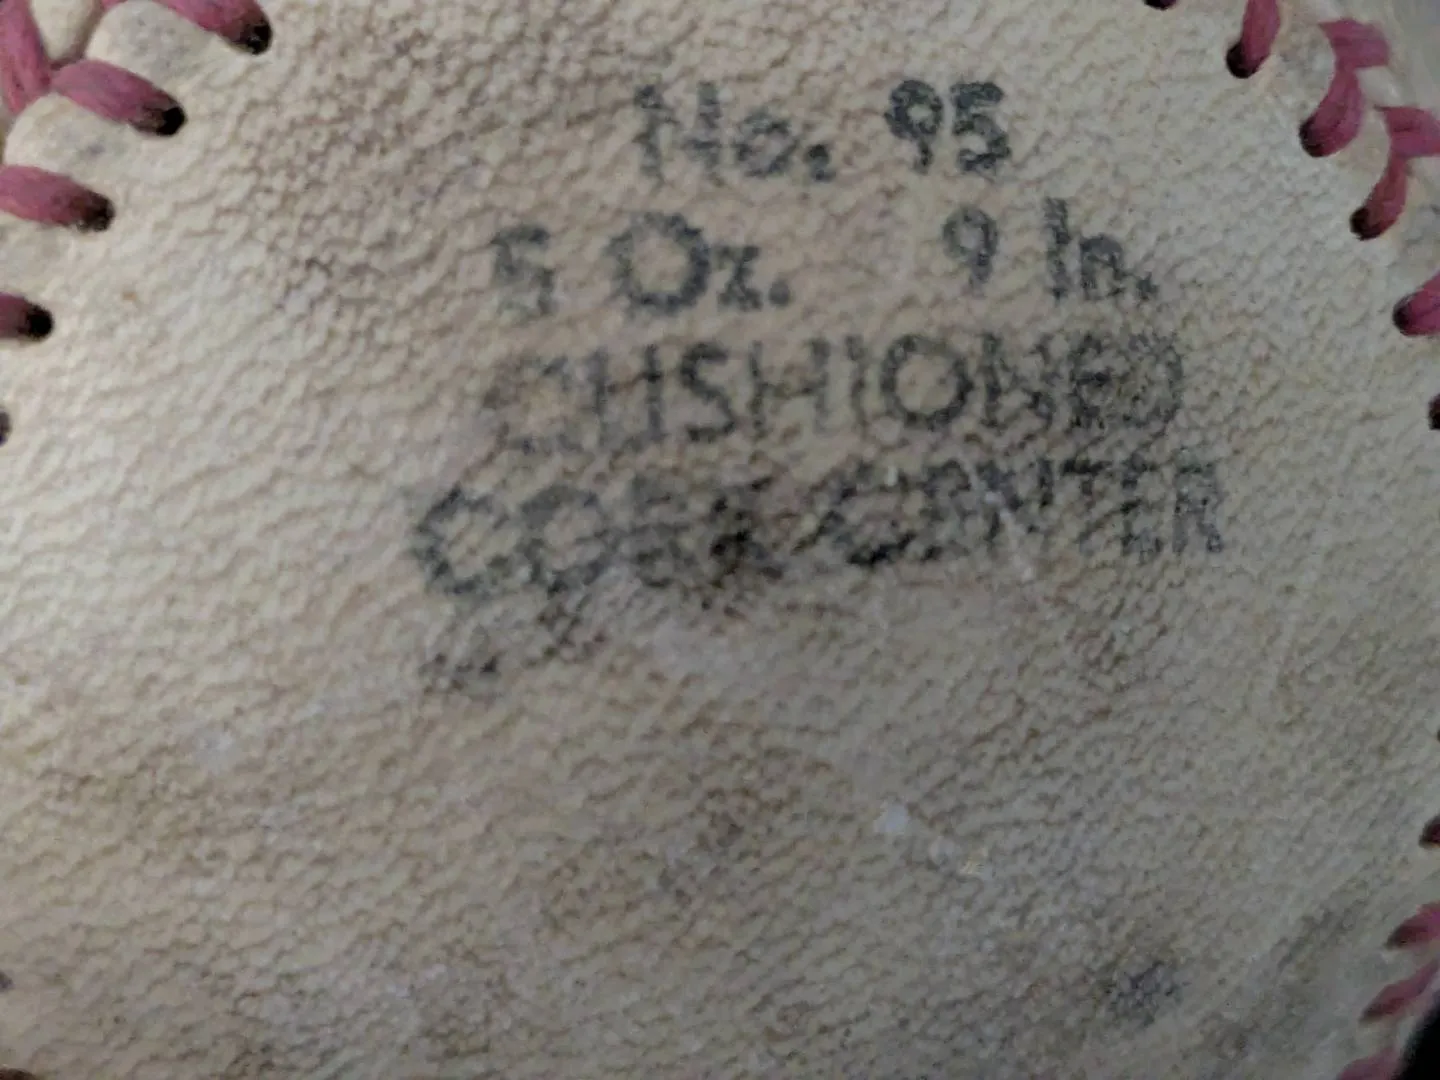 No. 95
5 Oz. 9 In.
CUSHIONED
CORK CENTER